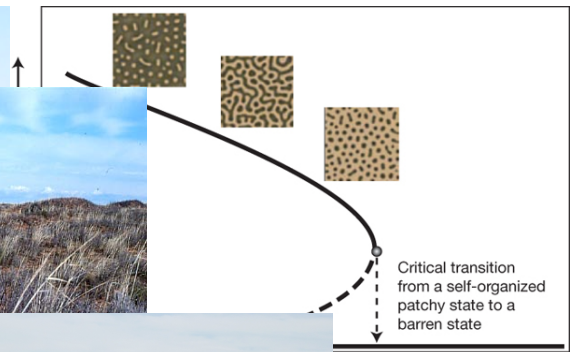 Critical transition
from a self-organized
patchy state to a
barren state